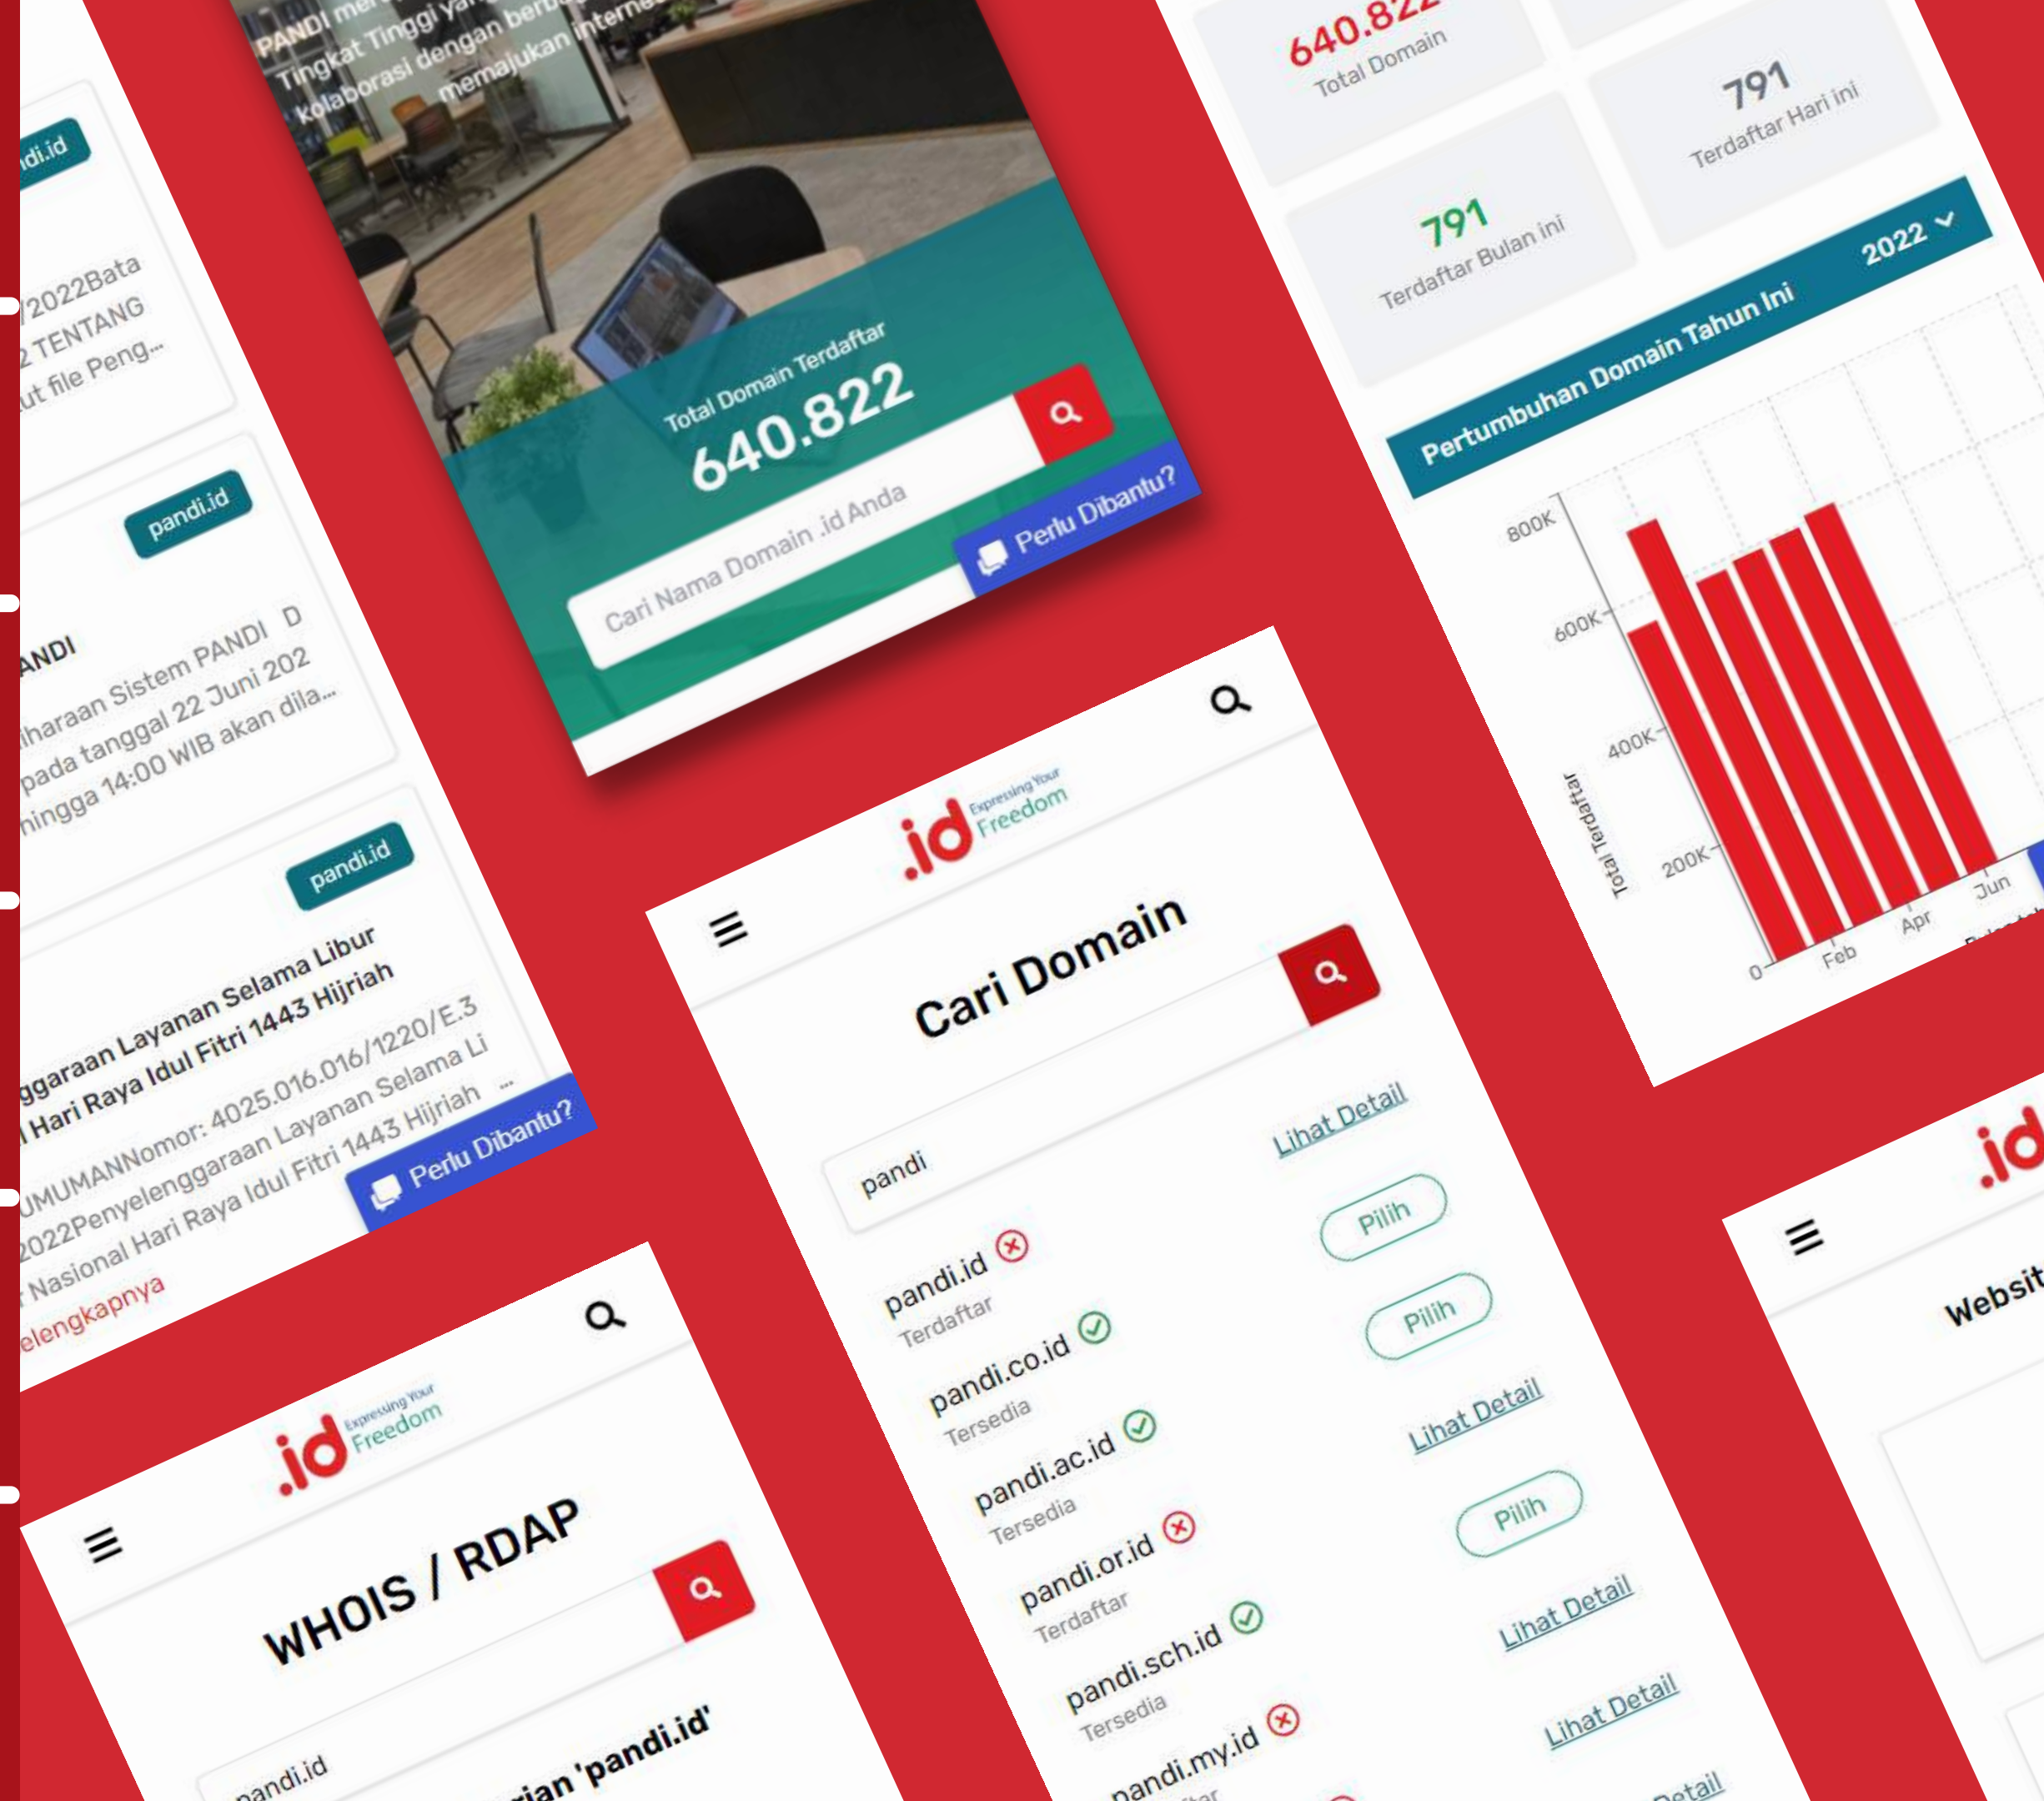 di.id
/2022Bata
2 TENTANG
ut file Peng...
pandi.id
ANDI
iharaan Sistem PANDI D
pada tanggal 22 Juni 202
hingga 14:00 WIB akan dila...
pandi.id
ggaraan Layanan Selama Libur
l Hari Raya Idul Fitri 1443 Hijriah
UMUMANNomor: 4025.016.016/1220/E.3
2022Penyelenggaraan Layanan Selama Li
r Nasional Hari Raya Idul Fitri 1443 Hijriah ...
elengkapnya
Perlu Dibantu?
PANDI
Tingkat Tinggi
kolaborasi dengan
memajukan
Total Domain Terdaftar
640.822
Cari Nama Domain .id Anda
Perlu Dibantu?
640.822
Total Domain
791
Terdaftar Hari ini
791
Terdaftar Bulan ini
Pertumbuhan Domain Tahun Ini
2022
800K
600K
400K
200K
0
Total Terdaftar
Feb
Apr
Jun
.id Expressing Your
Freedom
Cari Domain
pandi
pandi.id
Terdaftar
Lihat Detail
pandi.co.id
Tersedia
Pilih
pandi.ac.id
Tersedia
Pilih
pandi.or.id
Terdaftar
Lihat Detail
pandi.sch.id
Tersedia
Pilih
pandi.my.id
Lihat Detail
Lihat Detail
Detail
.id Expressing Your
Freedom
WHOIS / RDAP
pandi.id
rian 'pandi.id'
.id
Websit